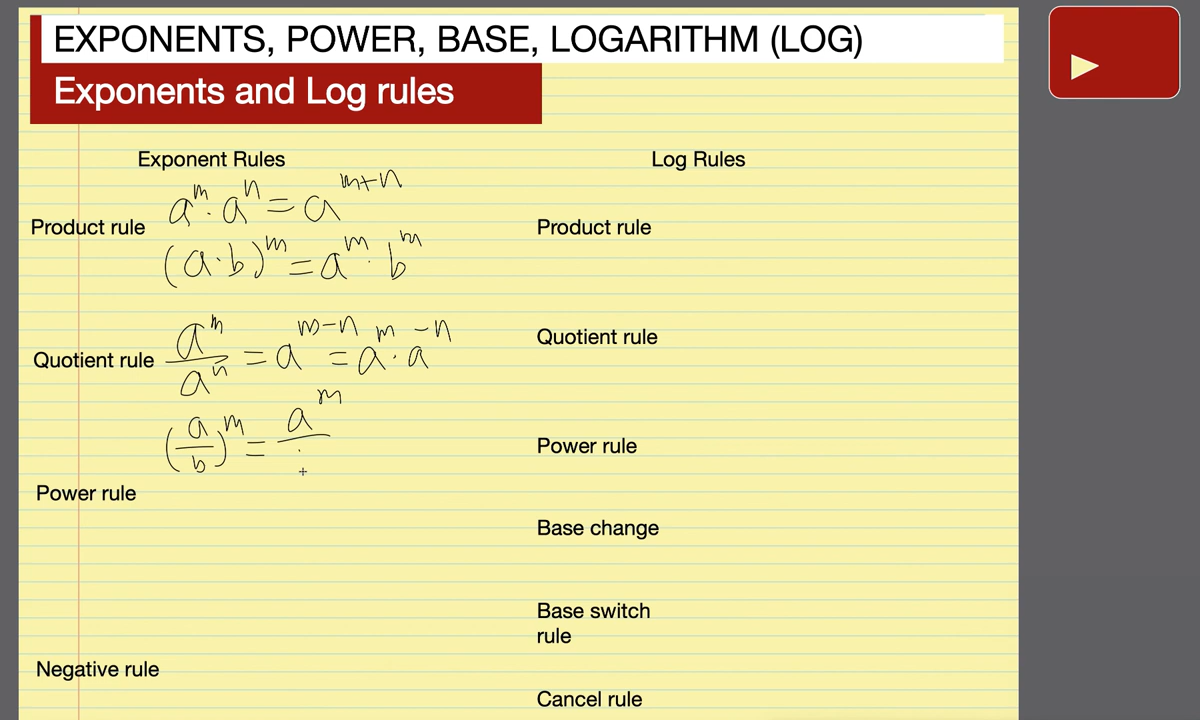 EXPONENTS, POWER, BASE, LOGARITHM (LOG)
Exponents and Log rules
Exponent Rules
Product rule
a^m · a^n = a^(m+n)
(a·b)^m = a^m · b^m
Quotient rule
a^m / a^n = a^(m-n) = a^m · a^(-n)
(a/b)^m = a^m /
Power rule
Negative rule
Log Rules
Product rule
Quotient rule
Power rule
Base change
Base switch
rule
Cancel rule